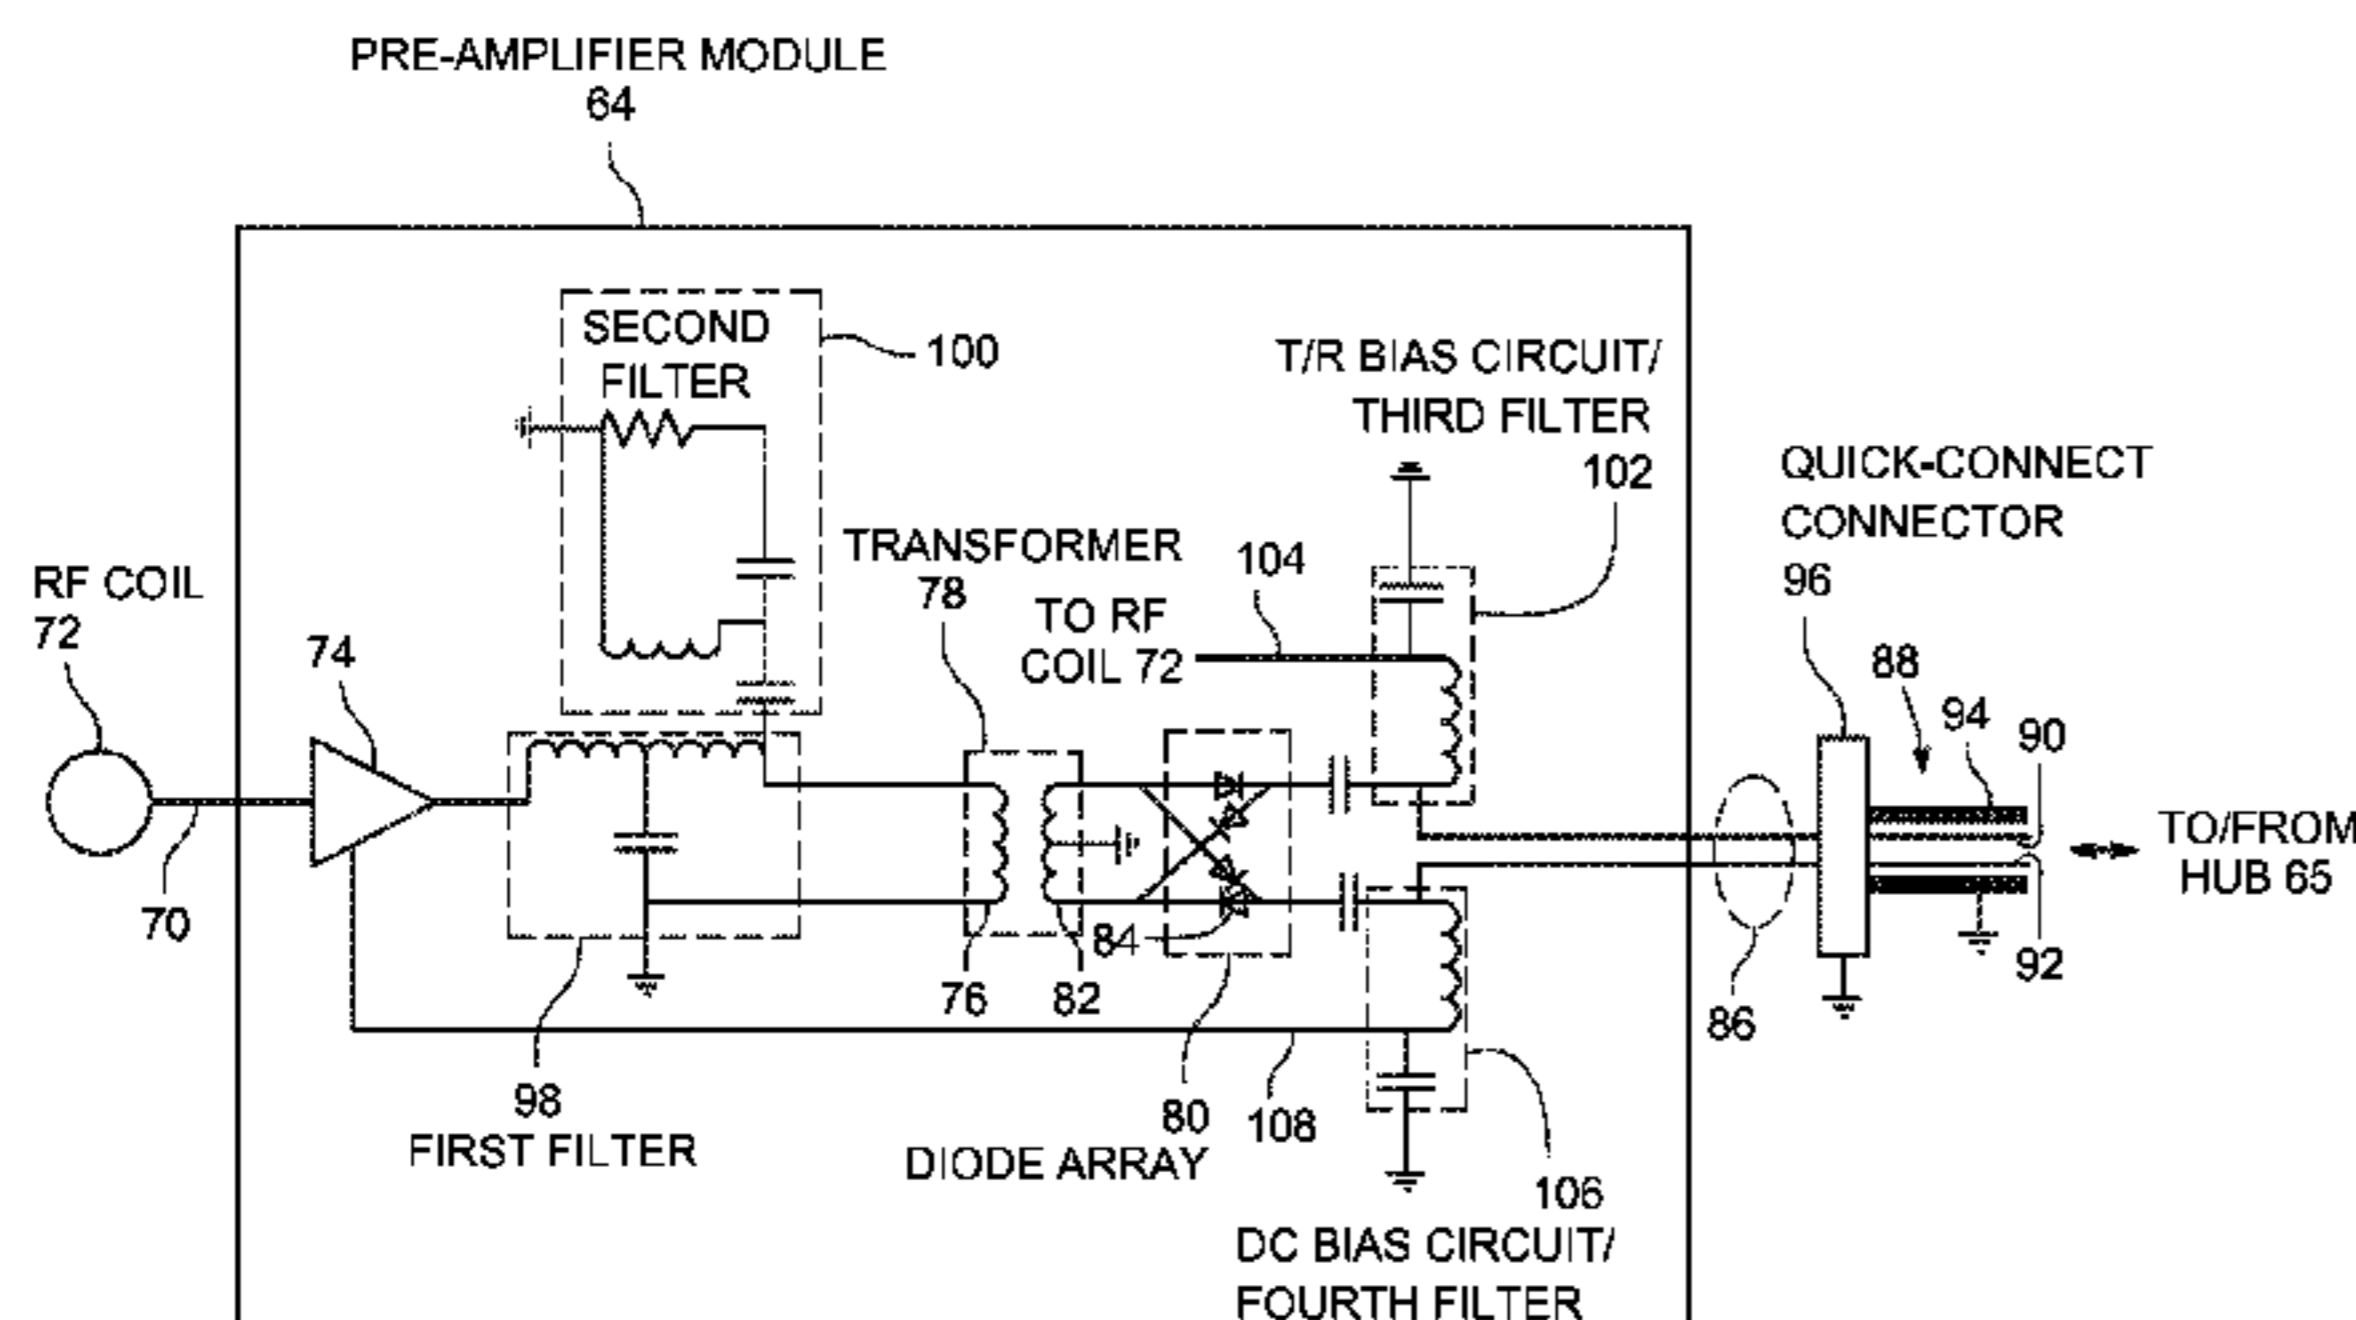 PRE-AMPLIFIER MODULE
64
SECOND
FILTER
100
T/R BIAS CIRCUIT/
THIRD FILTER
102
QUICK-CONNECT
CONNECTOR
96
TRANSFORMER
78
104
TO RF
COIL 72
RF COIL
72
74
88
94
90
TO/FROM
HUB 65
70
84
92
76
82
86
98
FIRST FILTER
80
DIODE ARRAY
108
106
DC BIAS CIRCUIT/
FOURTH FILTER